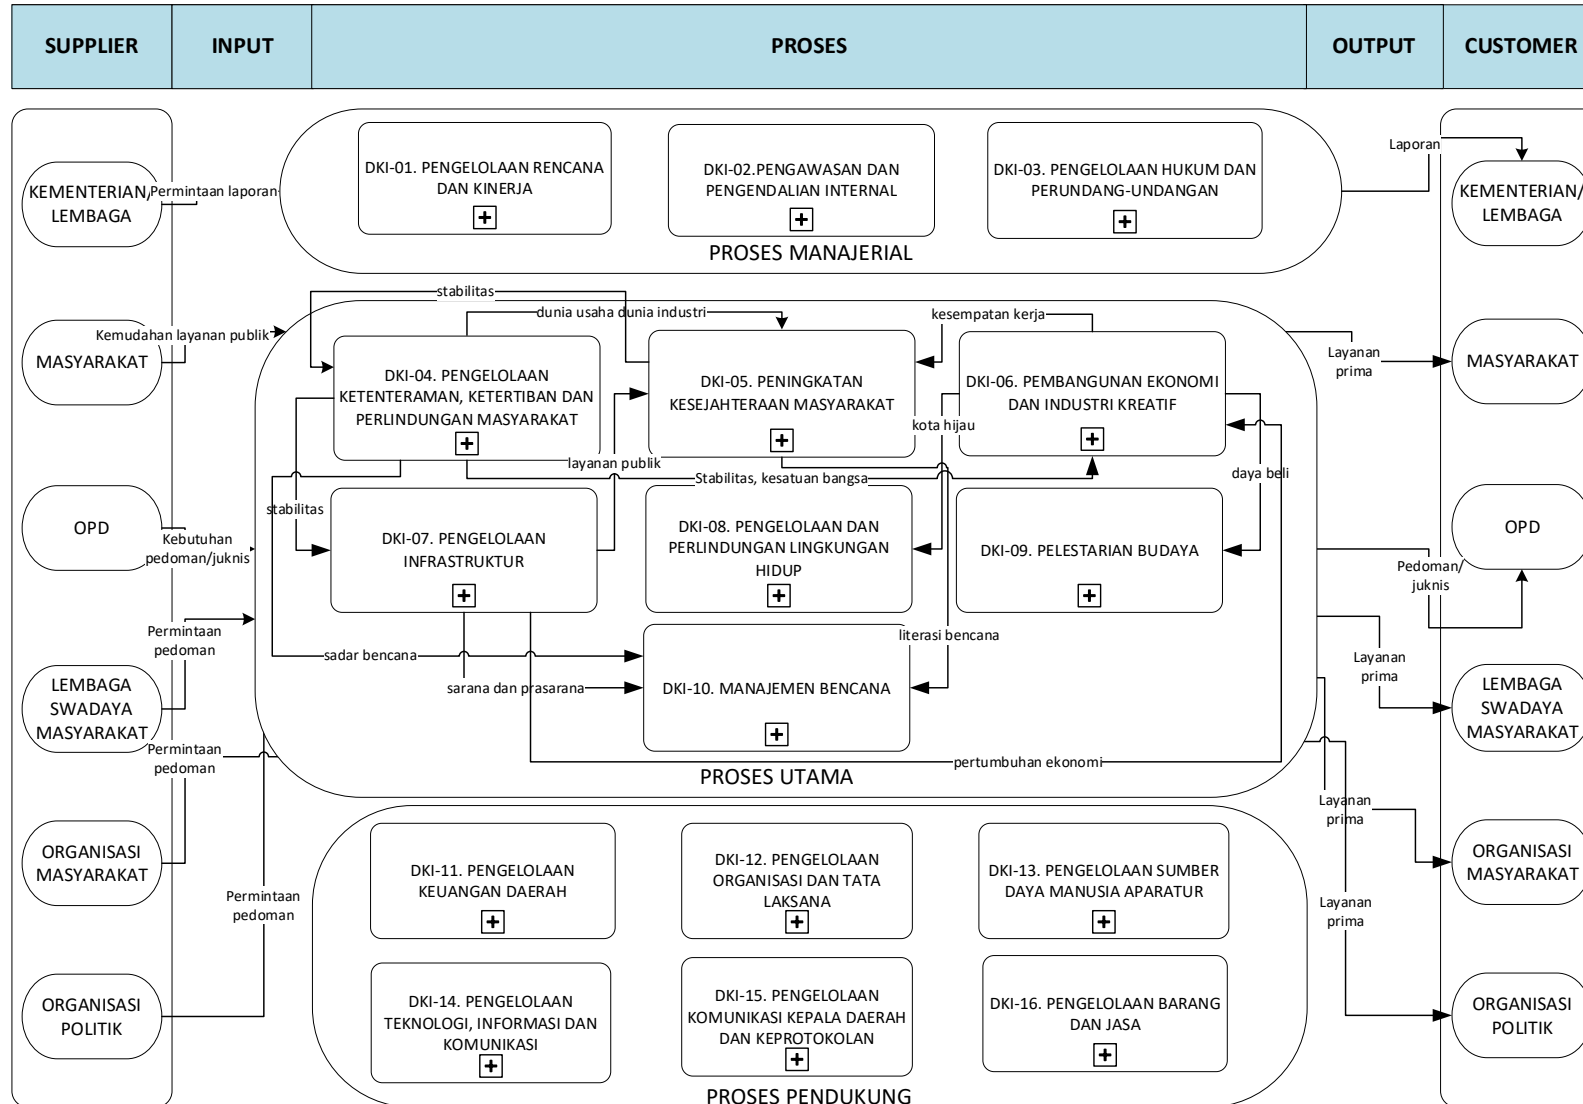 SUPPLIER
INPUT
PROSES
OUTPUT
CUSTOMER
KEMENTERIAN/
LEMBAGA
Permintaan laporan
DKI-01. PENGELOLAAN RENCANA
DAN KINERJA
DKI-02.PENGAWASAN DAN
PENGENDALIAN INTERNAL
DKI-03. PENGELOLAAN HUKUM DAN
PERUNDANG-UNDANGAN
PROSES MANAJERIAL
Laporan
KEMENTERIAN/
LEMBAGA
MASYARAKAT
Kemudahan layanan publik
stabilitas
dunia usaha dunia industri
kesempatan kerja
DKI-04. PENGELOLAAN
KETENTERAMAN, KETERTIBAN DAN
PERLINDUNGAN MASYARAKAT
DKI-05. PENINGKATAN
KESEJAHTERAAN MASYARAKAT
DKI-06. PEMBANGUNAN EKONOMI
DAN INDUSTRI KREATIF
Layanan
prima
MASYARAKAT
kota hijau
layanan publik
Stabilitas, kesatuan bangsa
daya beli
stabilitas
OPD
Kebutuhan
pedoman/juknis
DKI-07. PENGELOLAAN
INFRASTRUKTUR
DKI-08. PENGELOLAAN DAN
PERLINDUNGAN LINGKUNGAN
HIDUP
DKI-09. PELESTARIAN BUDAYA
Pedoman/
juknis
OPD
Permintaan
pedoman
sadar bencana
sarana dan prasarana
literasi bencana
DKI-10. MANAJEMEN BENCANA
Layanan
prima
LEMBAGA
SWADAYA
MASYARAKAT
LEMBAGA
SWADAYA
MASYARAKAT
Permintaan
pedoman
pertumbuhan ekonomi
PROSES UTAMA
Layanan
prima
ORGANISASI
MASYARAKAT
DKI-11. PENGELOLAAN
KEUANGAN DAERAH
DKI-12. PENGELOLAAN
ORGANISASI DAN TATA
LAKSANA
DKI-13. PENGELOLAAN SUMBER
DAYA MANUSIA APARATUR
ORGANISASI
MASYARAKAT
Permintaan
pedoman
Layanan
prima
ORGANISASI
POLITIK
DKI-14. PENGELOLAAN
TEKNOLOGI, INFORMASI DAN
KOMUNIKASI
DKI-15. PENGELOLAAN
KOMUNIKASI KEPALA DAERAH
DAN KEPROTOKOLAN
DKI-16. PENGELOLAAN BARANG
DAN JASA
ORGANISASI
POLITIK
PROSES PENDUKUNG